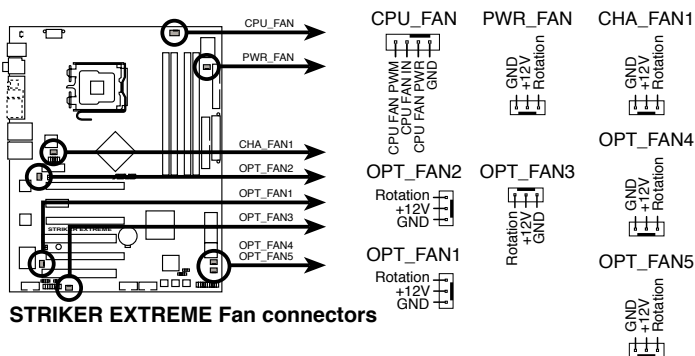 CPU_FAN
PWR_FAN
CHA_FAN1
OPT_FAN2
OPT_FAN1
OPT_FAN3
OPT_FAN4
OPT_FAN5
STRIKER EXTREME
CPU_FAN
CPU FAN PWM
CPU FAN IN
CPU FAN PWR
GND
PWR_FAN
GND
+12V
Rotation
CHA_FAN1
GND
+12V
Rotation
OPT_FAN2
Rotation
+12V
GND
OPT_FAN3
Rotation
+12V
GND
OPT_FAN4
GND
+12V
Rotation
OPT_FAN1
Rotation
+12V
GND
OPT_FAN5
GND
+12V
Rotation
STRIKER EXTREME Fan connectors